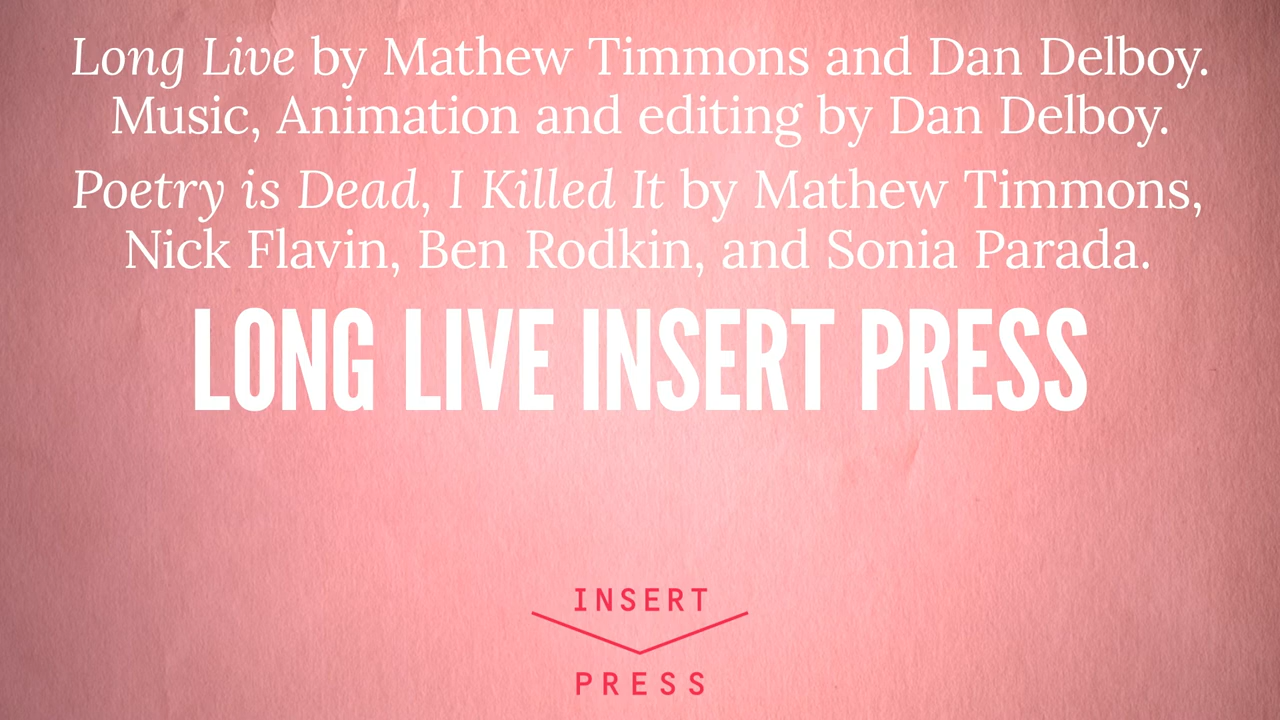 Long Live by Mathew Timmons and Dan Delboy.
Music, Animation and editing by Dan Delboy.
Poetry is Dead, I Killed It by Mathew Timmons,
Nick Flavin, Ben Rodkin, and Sonia Parada.
LONG LIVE INSERT PRESS
INSERT
PRESS